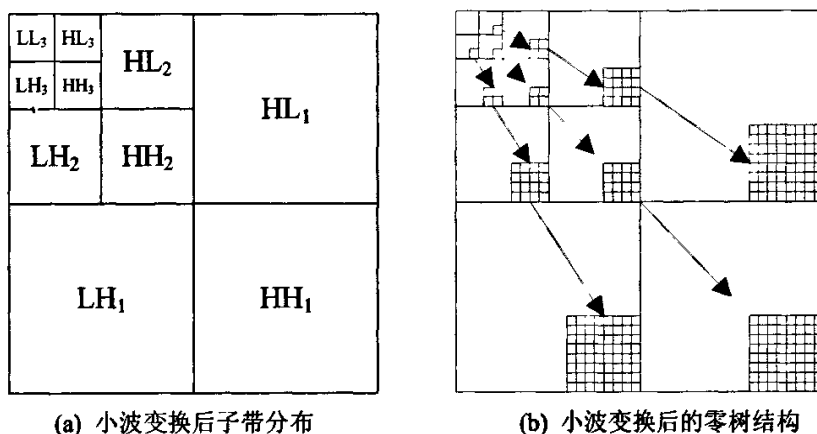 LL₃ HL₃
HL₂
LH₃ HH₃
HL₁
LH₂ HH₂
LH₁ HH₁
(a) 小波变换后子带分布
(b) 小波变换后的零树结构